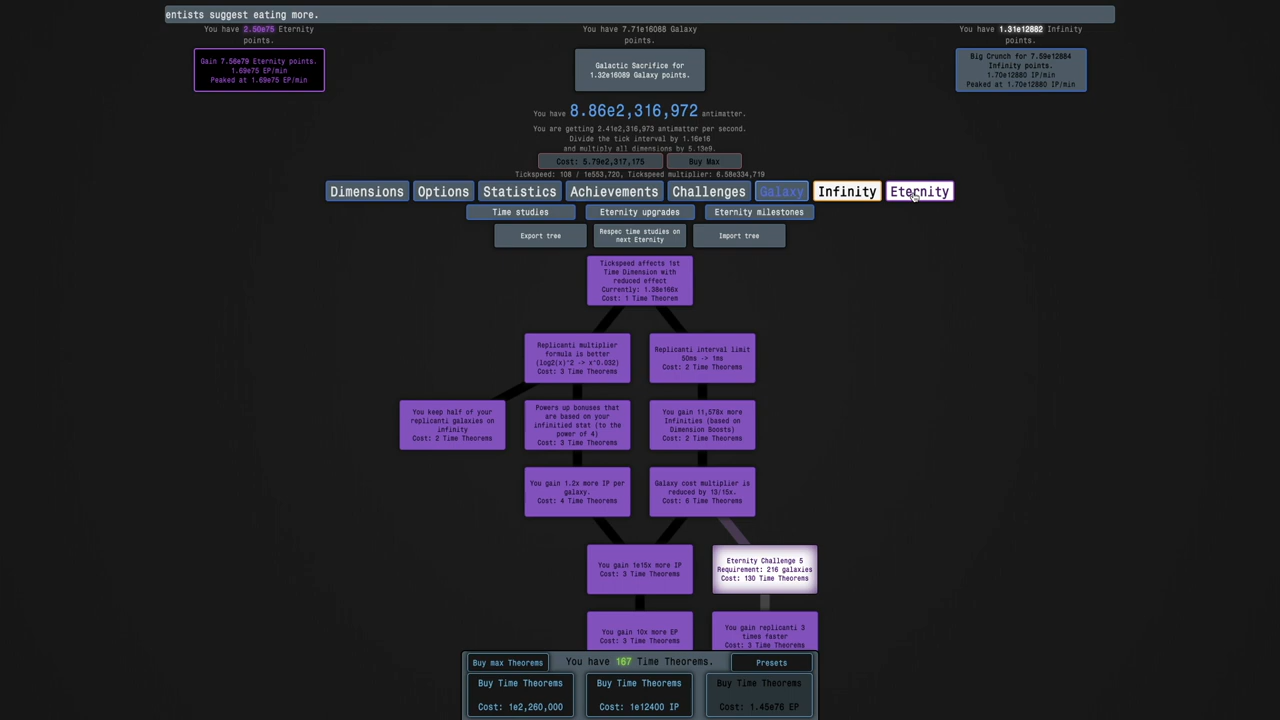 entists suggest eating more.
You have 2.50e75 Eternity
points.
You have 7.71e16088 Galaxy
points.
You have 1.31e12882 Infinity
points.
Gain 7.56e79 Eternity points.
1.69e75 EP/min
Peaked at 1.69e75 EP/min
Galactic Sacrifice for
1.32e16089 Galaxy points.
Big Crunch for 7.59e12884
Infinity points.
1.70e12880 IP/min
Peaked at 1.70e12880 IP/min
You have 8.86e2,316,972 antimatter.
You are getting 2.41e2,316,973 antimatter per second.
Divide the tick interval by 1.16e16
and multiply all dimensions by 5.13e9.
Cost: 5.79e2,317,175
Buy Max
Tickspeed: 108 / 1e553,720, Tickspeed multiplier: 6.58e334,719
Dimensions
Options
Statistics
Achievements
Challenges
Galaxy
Infinity
Eternity
Time studies
Eternity upgrades
Eternity milestones
Export tree
Respec time studies on
next Eternity
Import tree
Tickspeed affects 1st
Time Dimension with
reduced effect
Currently: 1.38e166x
Cost: 1 Time Theorem
Replicanti multiplier
formula is better
(log2(x)^2 -> x^0.032)
Cost: 3 Time Theorems
Replicanti interval limit
50ms -> 1ms
Cost: 2 Time Theorems
You keep half of your
replicanti galaxies on
infinity
Cost: 2 Time Theorems
Powers up bonuses that
are based on your
infinitied stat (to the
power of 4)
Cost: 3 Time Theorems
You gain 11,578x more
Infinities (based on
Dimension Boosts)
Cost: 2 Time Theorems
You gain 1.2x more IP per
galaxy.
Cost: 4 Time Theorems
Galaxy cost multiplier is
reduced by 13/15x.
Cost: 6 Time Theorems
You gain 1e15x more IP
Cost: 3 Time Theorems
Eternity Challenge 5
Requirement: 216 galaxies
Cost: 130 Time Theorems
You gain 10x more EP
Cost: 3 Time Theorems
You gain replicanti 3
times faster
Cost: 3 Time Theorems
Buy max Theorems
You have 167 Time Theorems.
Presets
Buy Time Theorems
Cost: 1e2,260,000
Buy Time Theorems
Cost: 1e12400 IP
Buy Time Theorems
Cost: 1.45e76 EP